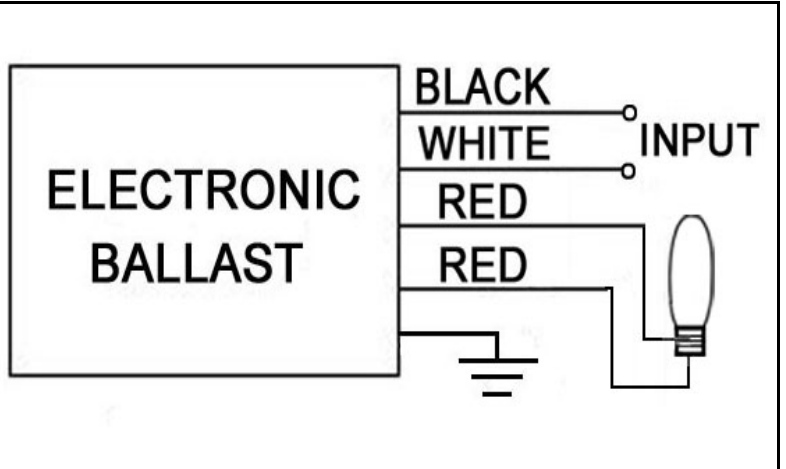 BLACK
WHITE
INPUT
ELECTRONIC
BALLAST
RED
RED